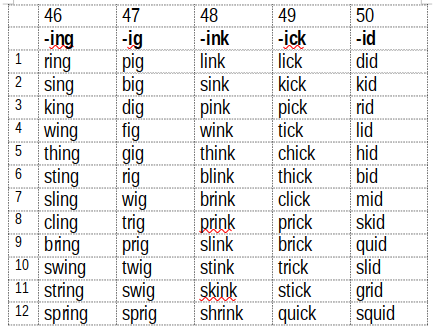 46 47 48 49 50
-ing -ig -ink -ick -id
1 ring pig link lick did
2 sing big sink kick kid
3 king dig pink pick rid
4 wing fig wink tick lid
5 thing gig think chick hid
6 sting rig blink thick bid
7 sling wig brink click mid
8 cling trig prink prick skid
9 bring prig slink brick quid
10 swing twig stink trick slid
11 string swig skink stick grid
12 spring sprig shrink quick squid